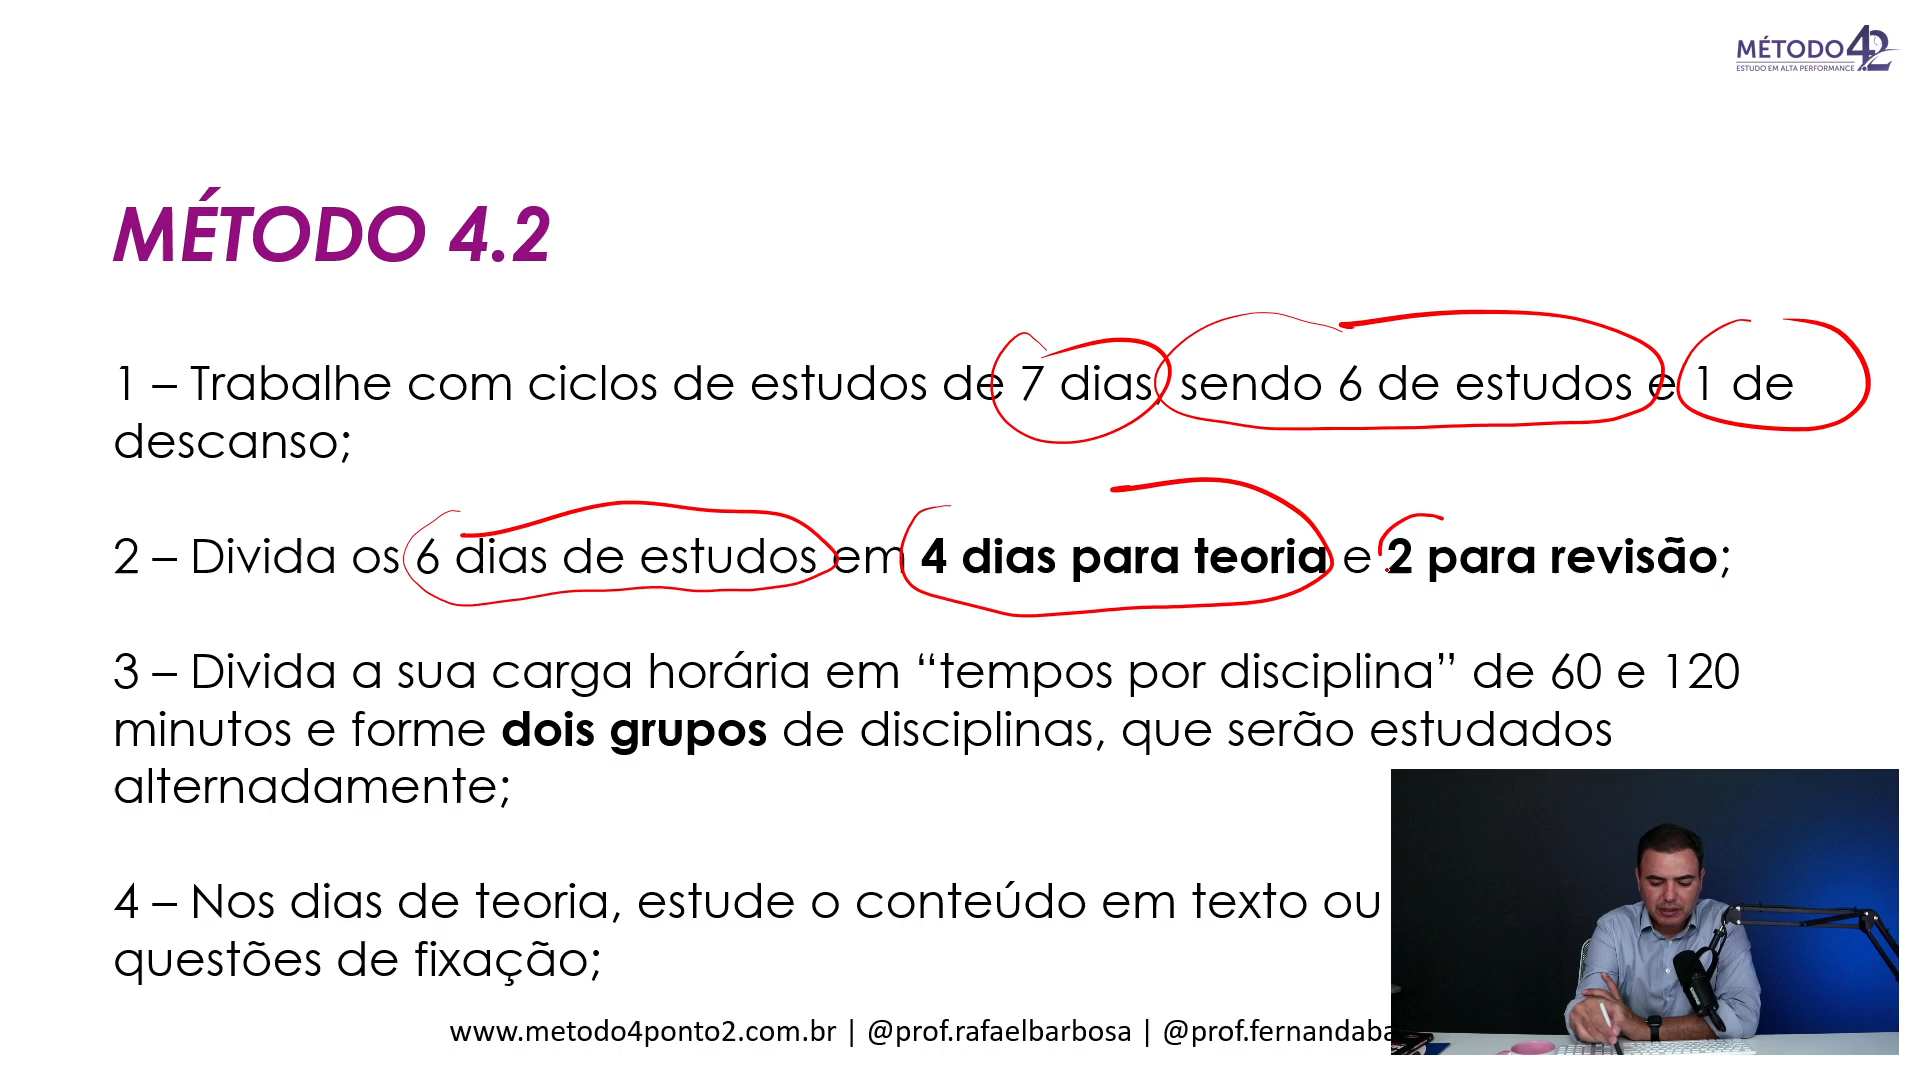 MÉTODO 4.2
ESTUDO EM ALTA PERFORMANCE
MÉTODO 4.2
1 – Trabalhe com ciclos de estudos de 7 dias, sendo 6 de estudos e 1 de
descanso;
2 – Divida os 6 dias de estudos em 4 dias para teoria e 2 para revisão;
3 – Divida a sua carga horária em “tempos por disciplina” de 60 e 120
minutos e forme dois grupos de disciplinas, que serão estudados
alternadamente;
4 – Nos dias de teoria, estude o conteúdo em texto ou
questões de fixação;
www.metodo4ponto2.com.br | @prof.rafaelbarbosa | @prof.fernandaba